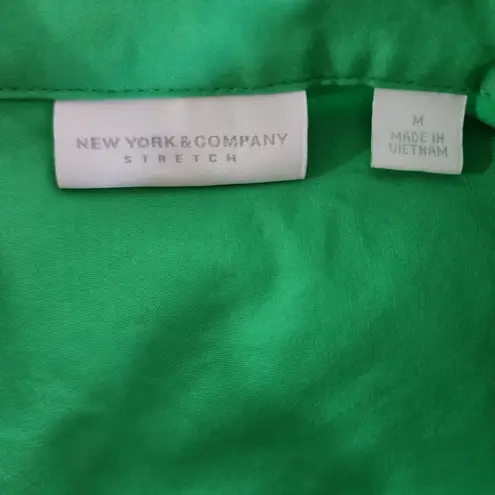 NEW YORK & COMPANY
STRETCH
M
MADE IN
VIETNAM